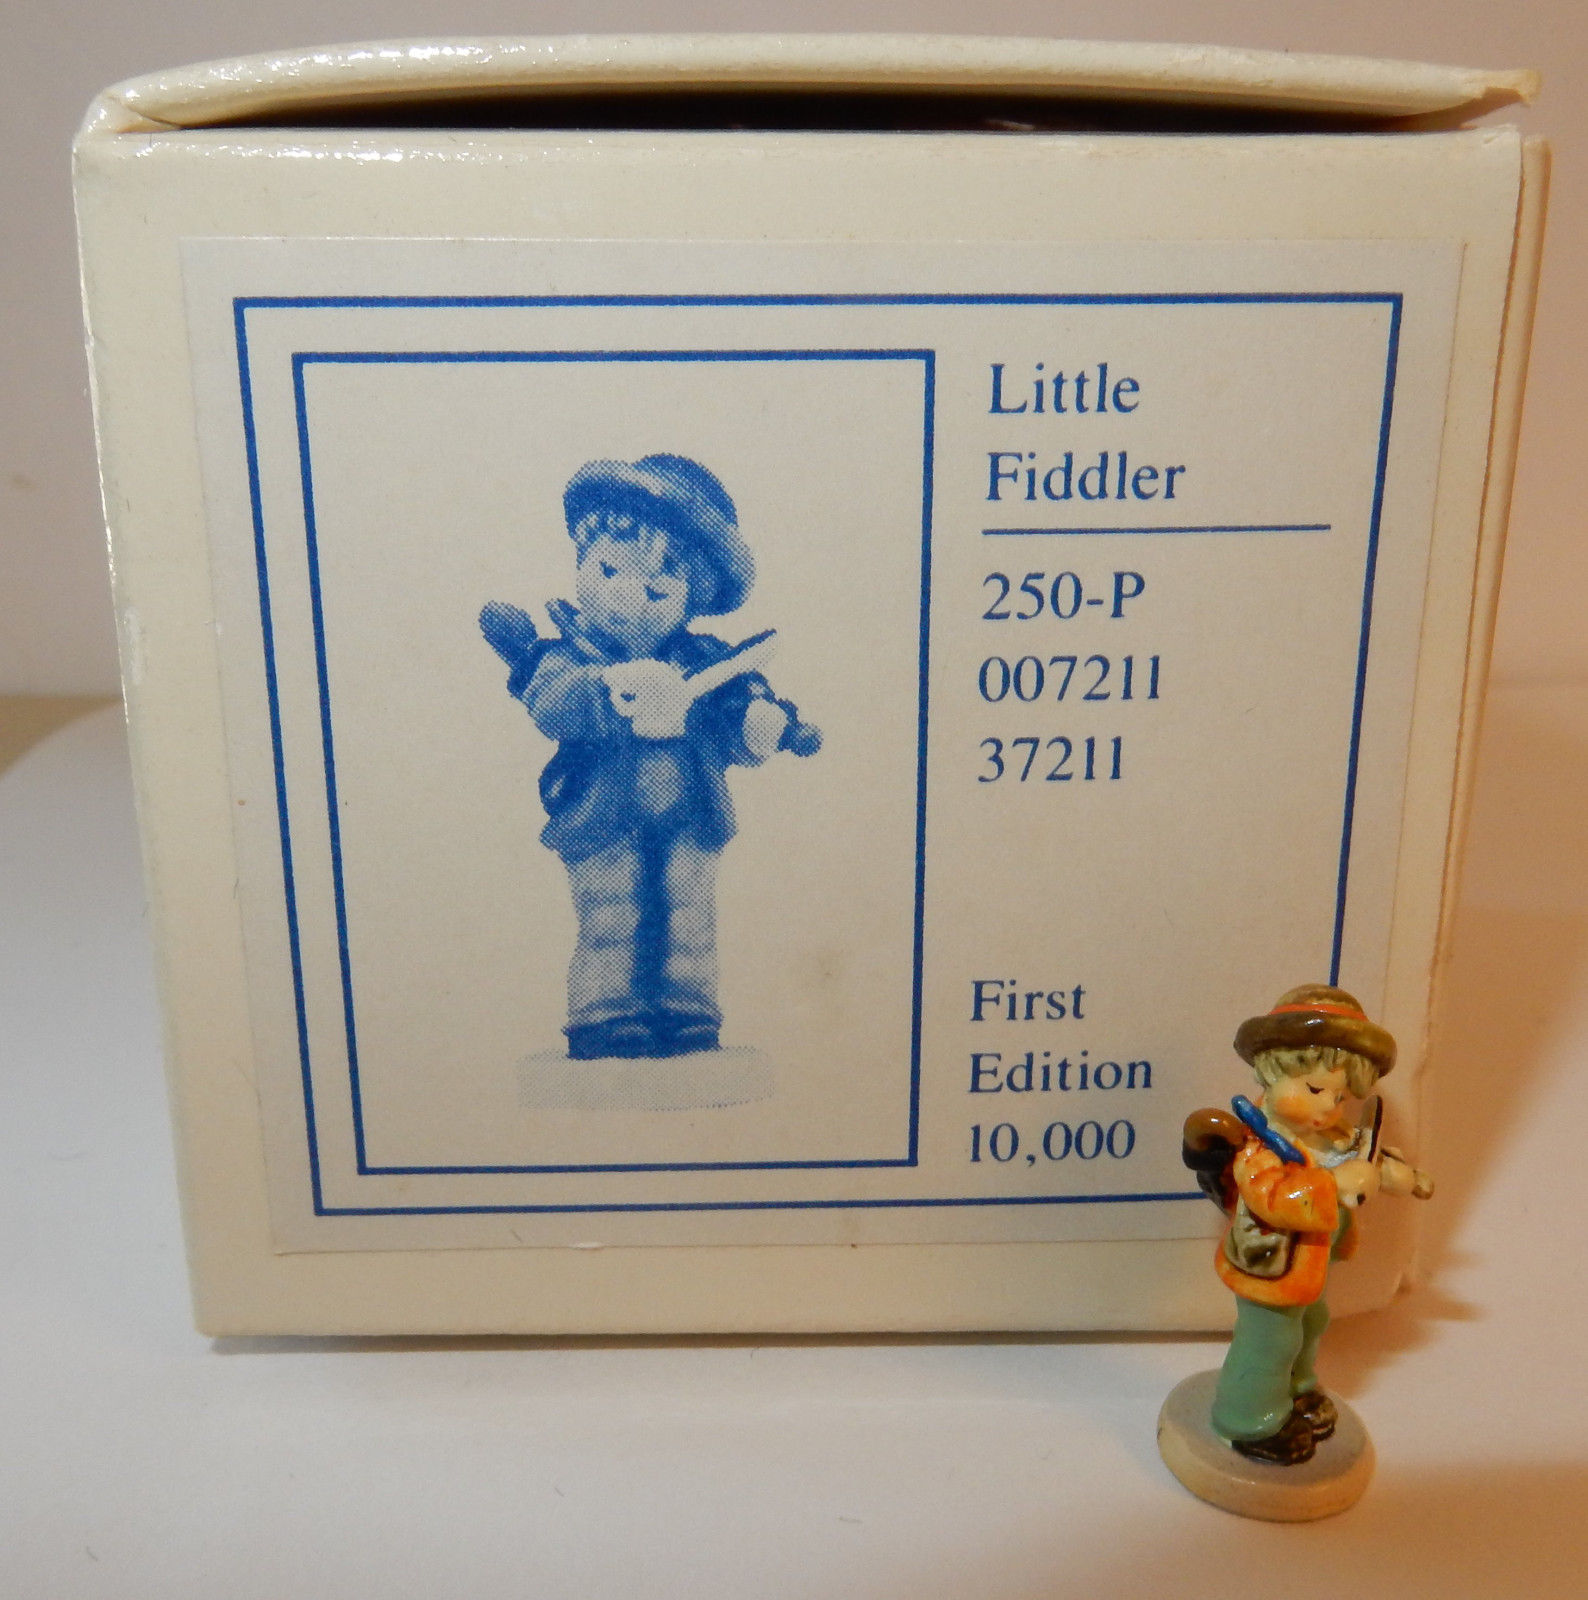 Little
Fiddler
250-P
007211
37211
First
Edition
10,000